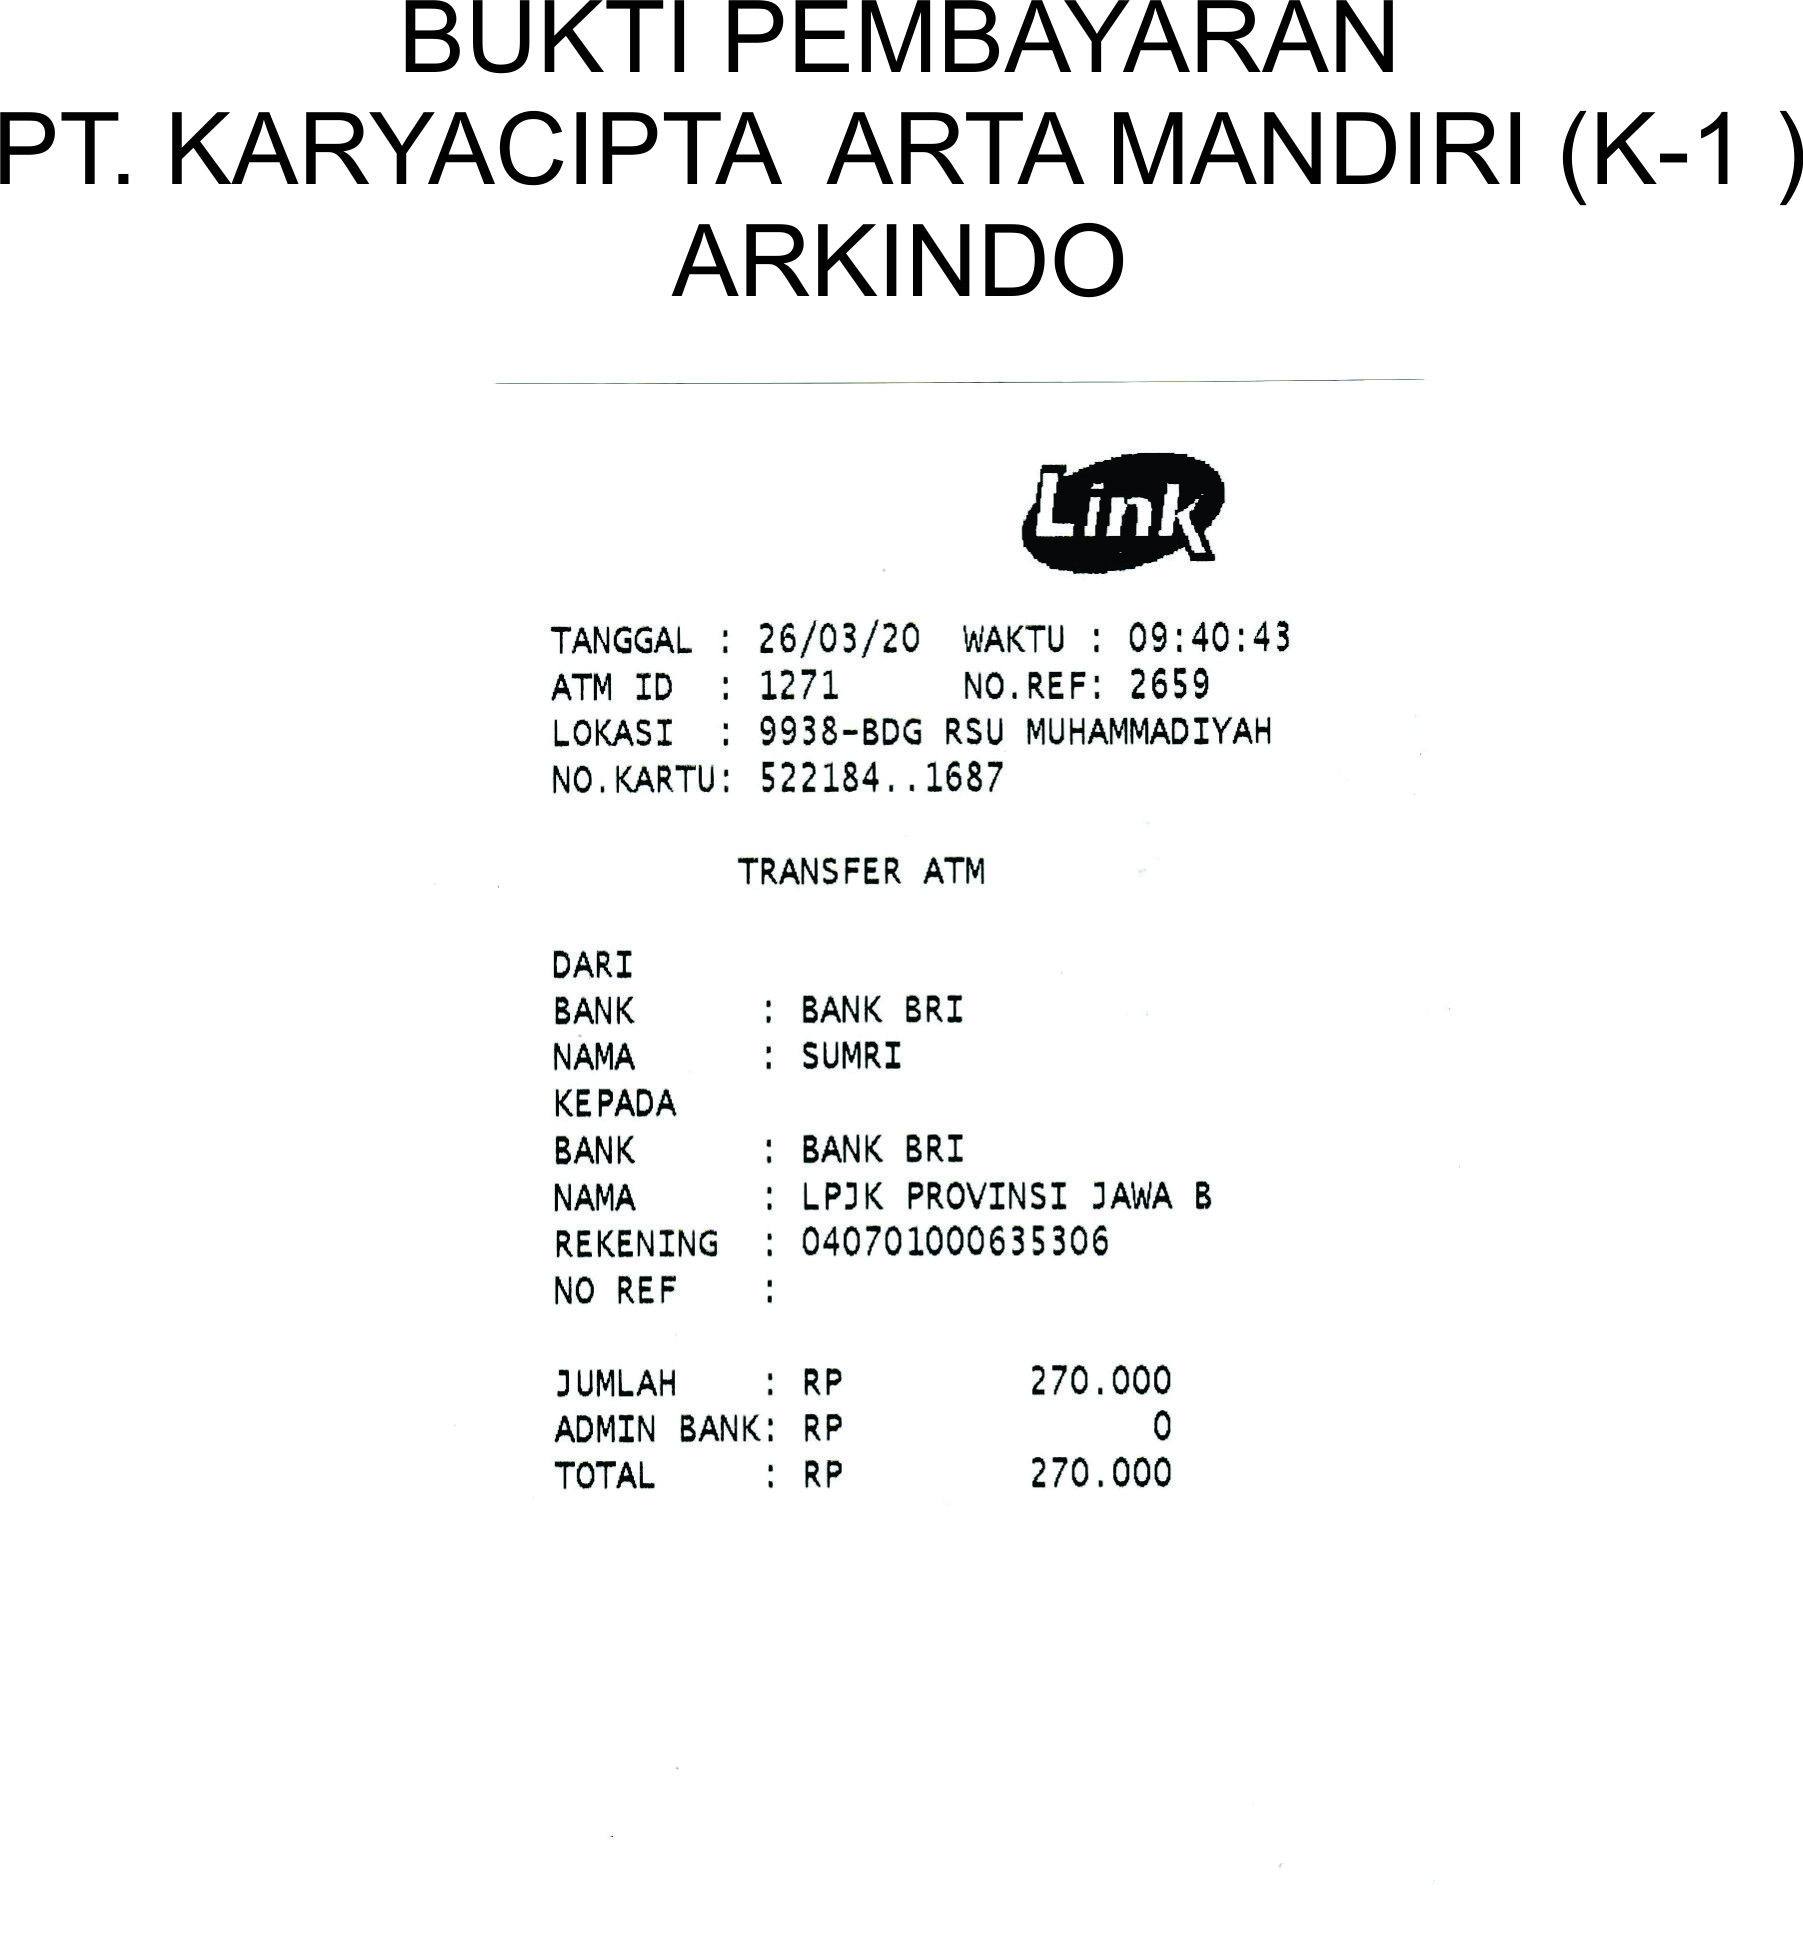 BUKTI PEMBAYARAN
PT. KARYACIPTA ARTA MANDIRI (K-1 )
ARKINDO
Link
TANGGAL : 26/03/20 WAKTU : 09:40:43
ATM ID : 1271 NO.REF: 2659
LOKASI : 9938-BDG RSU MUHAMMADIYAH
NO.KARTU: 522184..1687
TRANSFER ATM
DARI
BANK : BANK BRI
NAMA : SUMRI
KEPADA
BANK : BANK BRI
NAMA : LPJK PROVINSI JAWA B
REKENING : 040701000635306
NO REF :
JUMLAH : RP 270.000
ADMIN BANK: RP 0
TOTAL : RP 270.000